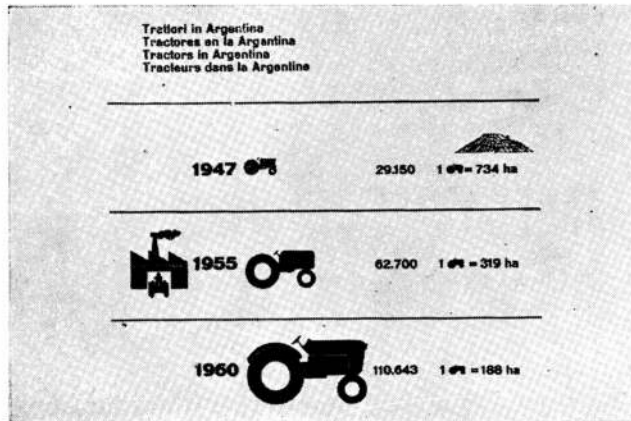 Trattori in Argentina
Tractores en la Argentina
Tractors in Argentina
Tracteurs dans la Argentine
1947 29.150 1 = 734 ha
1955 62.700 1 = 319 ha
1960 110.643 1 = 188 ha